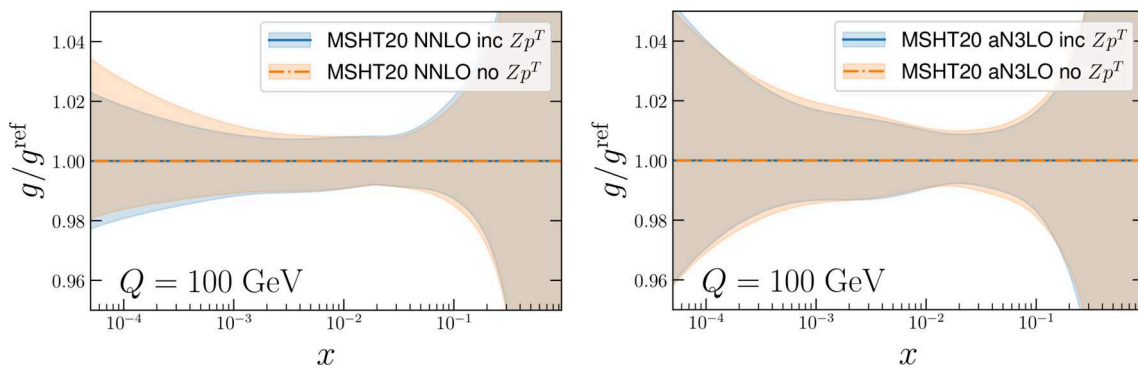 1.04
1.02
1.00
0.98
0.96
g/g^ref
MSHT20 NNLO inc Zp^T
MSHT20 NNLO no Zp^T
Q = 100 GeV
10^−4
10^−3
10^−2
10^−1
x
1.04
1.02
1.00
0.98
0.96
g/g^ref
MSHT20 aN3LO inc Zp^T
MSHT20 aN3LO no Zp^T
Q = 100 GeV
10^−4
10^−3
10^−2
10^−1
x